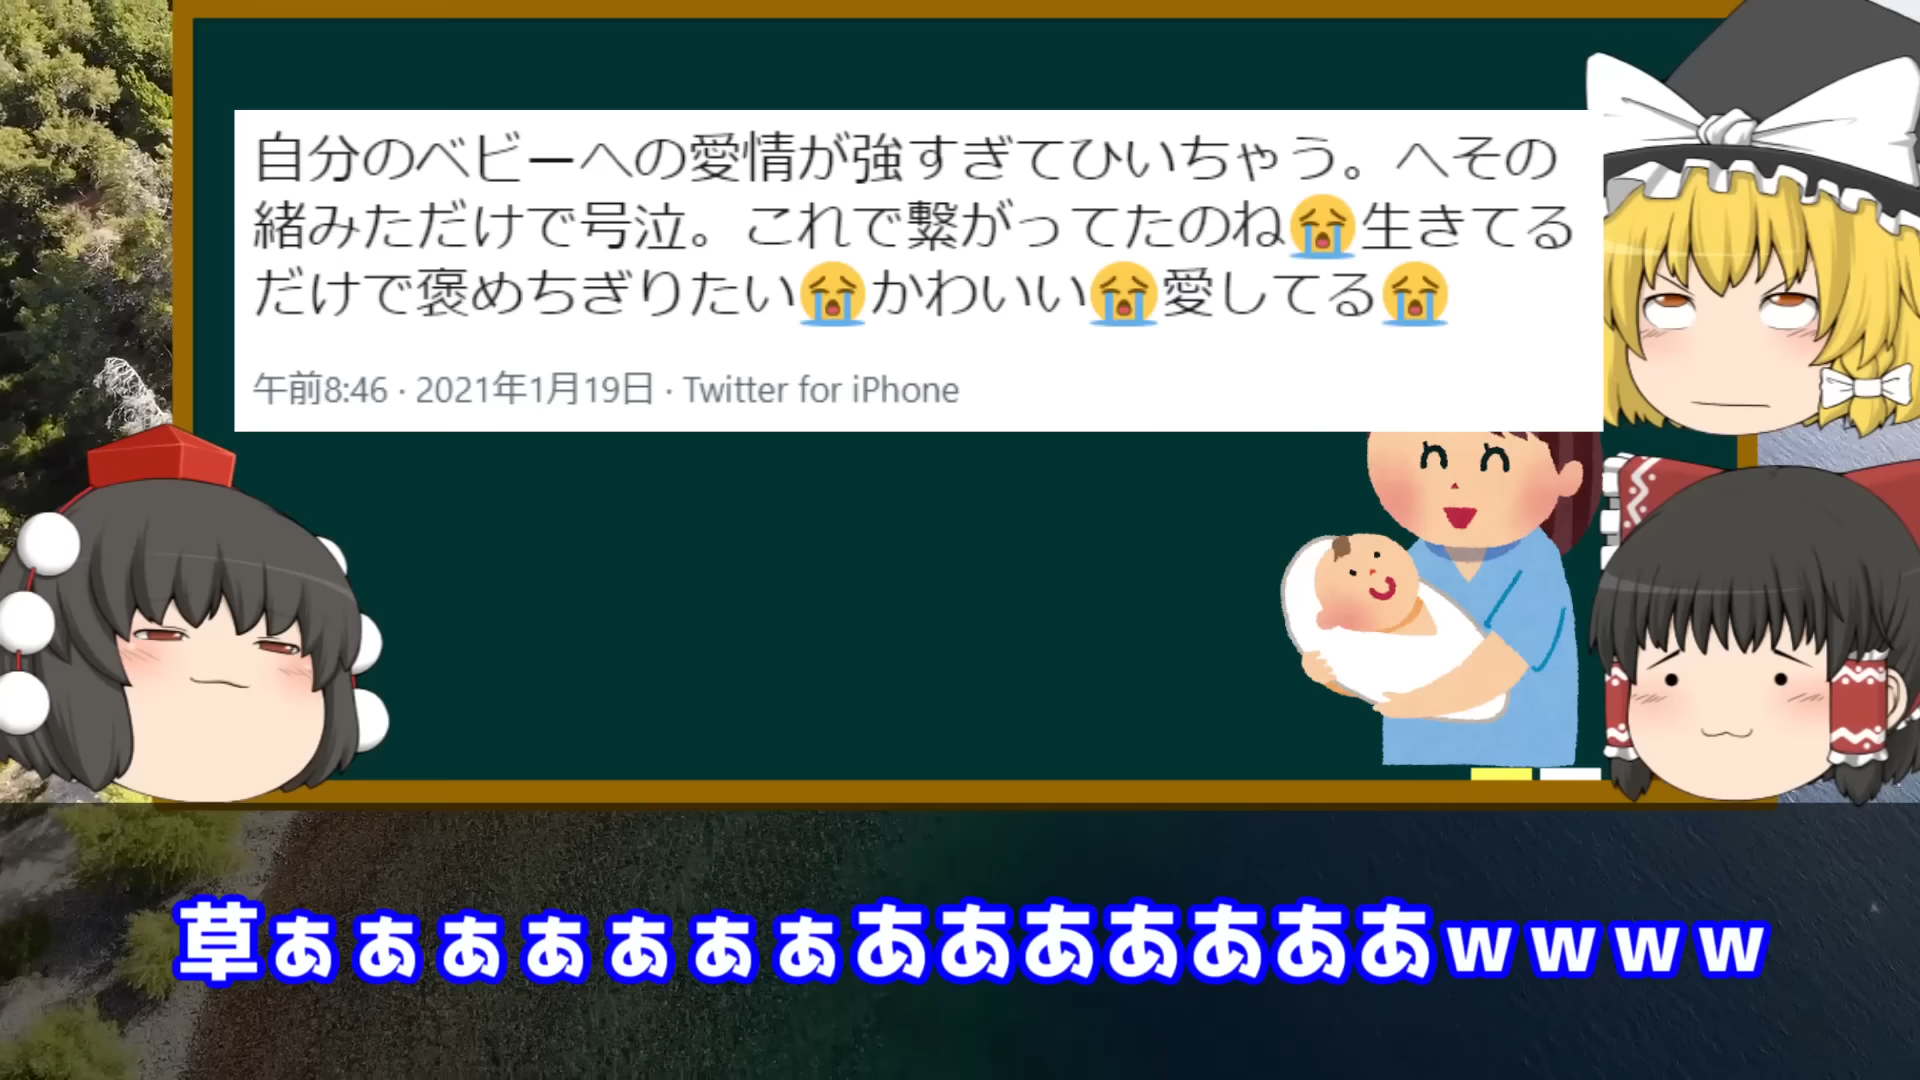 自分のベビーへの愛情が強すぎてひいちゃう。へその
緒みただけで号泣。これで繋がってたのね😭生きてる
だけで褒めちぎりたい😭かわいい😭愛してる😭
午前8:46 · 2021年1月19日 · Twitter for iPhone
草ぁぁぁぁぁぁぁあああああああｗｗｗｗ